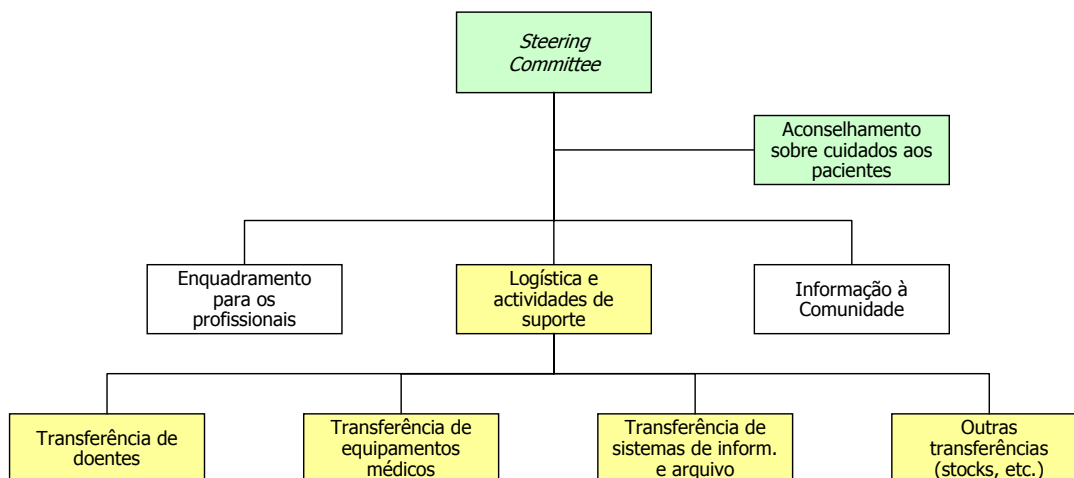 Steering
Committee
Aconselhamento
sobre cuidados aos
pacientes
Enquadramento
para os
profissionais
Logística e
actividades de
suporte
Informação à
Comunidade
Transferência de
doentes
Transferência de
equipamentos
médicos
Transferência de
sistemas de inform.
e arquivo
Outras
transferências
(stocks, etc.)